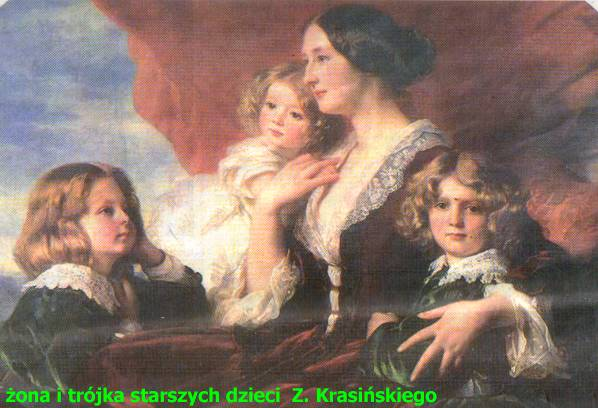 żona i trójka starszych dzieci  Z. Krasińskiego